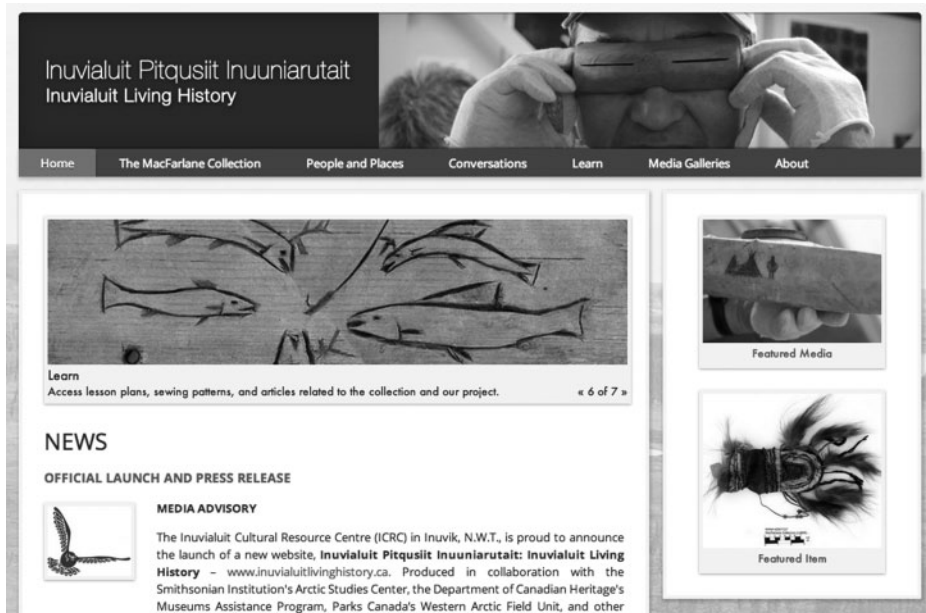 Inuvialuit Pitqusiit Inuuniarutait
Inuvialuit Living History
Home The MacFarlane Collection People and Places Conversations Learn Media Galleries About
Learn
Access lesson plans, sewing patterns, and articles related to the collection and our project. « 6 of 7 »
NEWS
OFFICIAL LAUNCH AND PRESS RELEASE
MEDIA ADVISORY
The Inuvialuit Cultural Resource Centre (ICRC) in Inuvik, N.W.T., is proud to announce
the launch of a new website, Inuvialuit Pitqusiit Inuuniarutait: Inuvialuit Living
History – www.inuvialuitlivinghistory.ca. Produced in collaboration with the
Smithsonian Institution's Arctic Studies Center, the Department of Canadian Heritage's
Museums Assistance Program, Parks Canada's Western Arctic Field Unit, and other
Featured Media
Featured Item